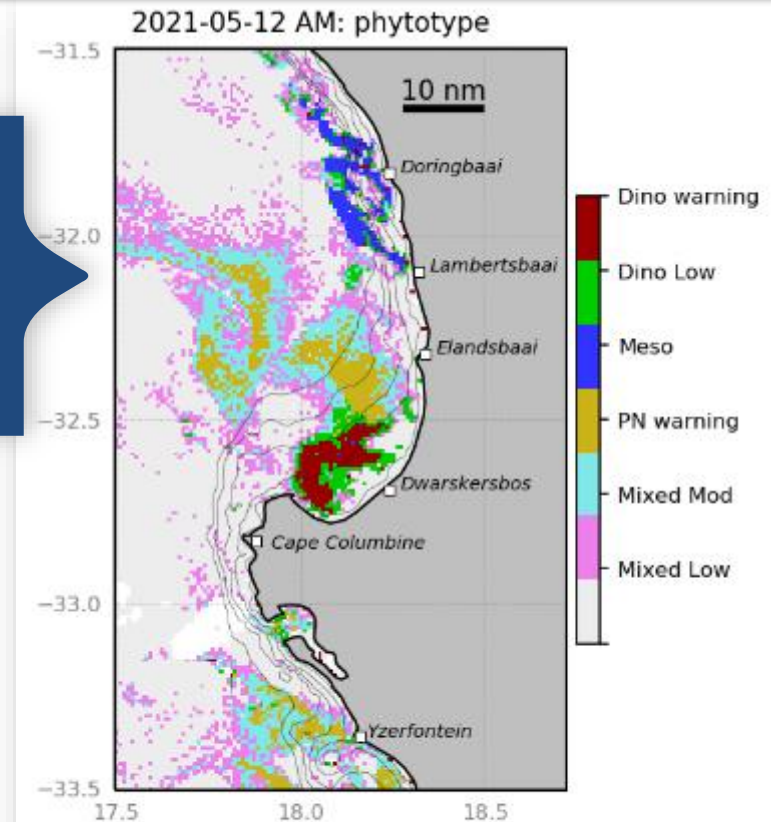 2021-05-12 AM: phytotype
−31.5
10 nm
Doringbaai
Dino warning
−32.0
Lambertsbaai
Dino Low
Elandsbaai
Meso
−32.5
PN warning
Dwarskersbos
Mixed Mod
Cape Columbine
Mixed Low
−33.0
Yzerfontein
−33.5
17.5 18.0 18.5